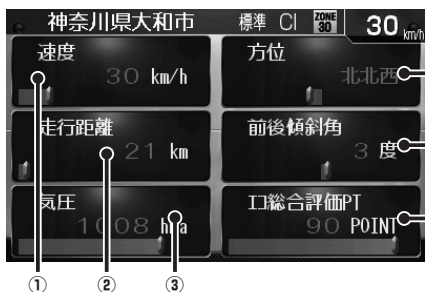 神奈川県大和市 標準 CI ZONE 30 30 km/h
速度 方位
30 km/h 北北西
走行距離 前後傾斜角
21 km 3 度
気圧 エコ総合評価PT
1008 hPa 90 POINT
① ② ③